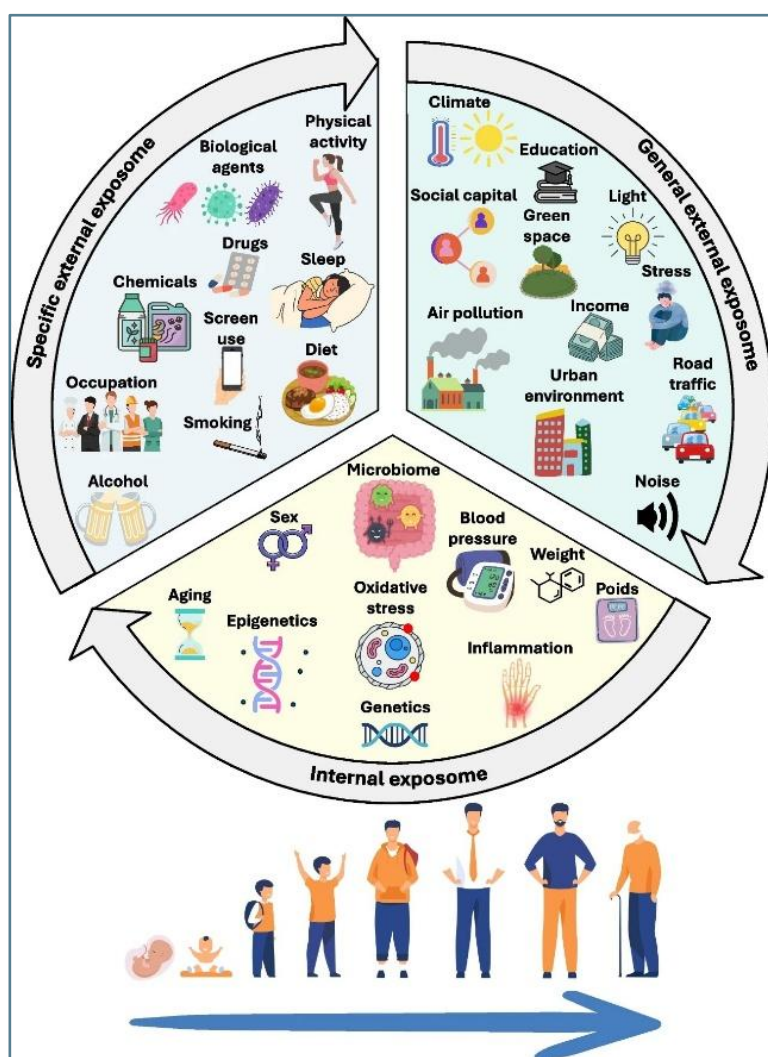 Specific external exposome
Biological
agents
Physical
activity
Drugs
Sleep
Chemicals
Screen
use
Diet
Occupation
Smoking
Alcohol
General external exposome
Climate
Education
Social capital
Green
space
Light
Stress
Air pollution
Income
Urban
environment
Road
traffic
Noise
Microbiome
Sex
Blood
pressure
Weight
Poids
Aging
Epigenetics
Oxidative
stress
Inflammation
Genetics
Internal exposome